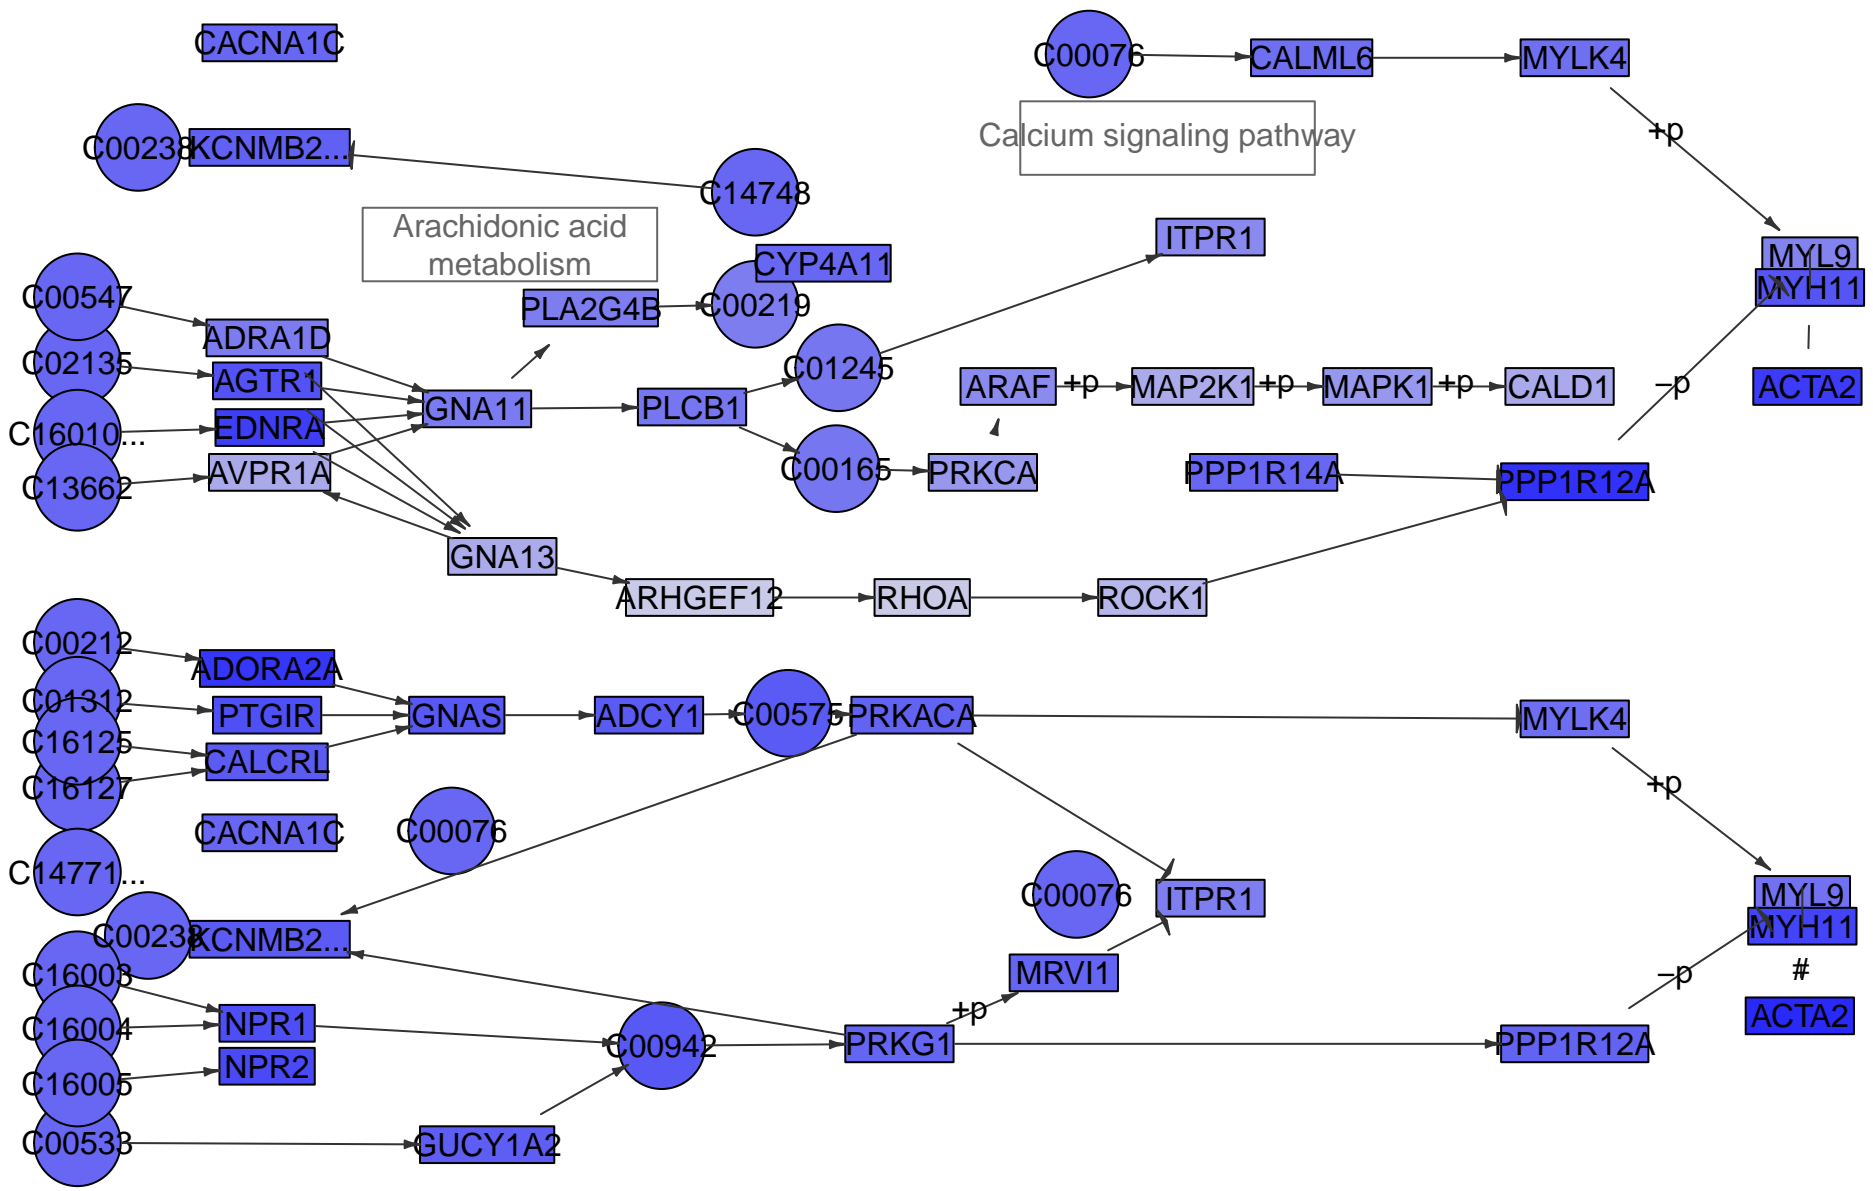 CACNA1C
C00076
CALML6
MYLK4
+p
Calcium signaling pathway
C00238
KCNMB2...
C14748
Arachidonic acid
metabolism
ITPR1
CYP4A11
MYL9
MYH11
C00547
PLA2G4B
C00219
ADRA1D
C02135
AGTR1
C01245
ARAF
+p
MAP2K1
+p
MAPK1
+p
CALD1
–p
ACTA2
GNA11
PLCB1
C16010...
EDNRA
C13662
AVPR1A
C00165
PRKCA
PPP1R14A
PPP1R12A
GNA13
ARHGEF12
RHOA
ROCK1
C00212
ADORA2A
C01312
PTGIR
GNAS
ADCY1
C00575
PRKACA
MYLK4
C16125
CALCRL
C16127
+p
CACNA1C
C00076
C14771...
C00076
ITPR1
MYL9
MYH11
C00238
KCNMB2...
C16003
MRVI1
–p
#
+p
C16004
NPR1
ACTA2
C00942
PRKG1
PPP1R12A
NPR2
C16005
C00533
GUCY1A2